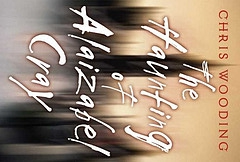 CHRIS WOODING
the
Haunting
of
Alaizabel
Cray